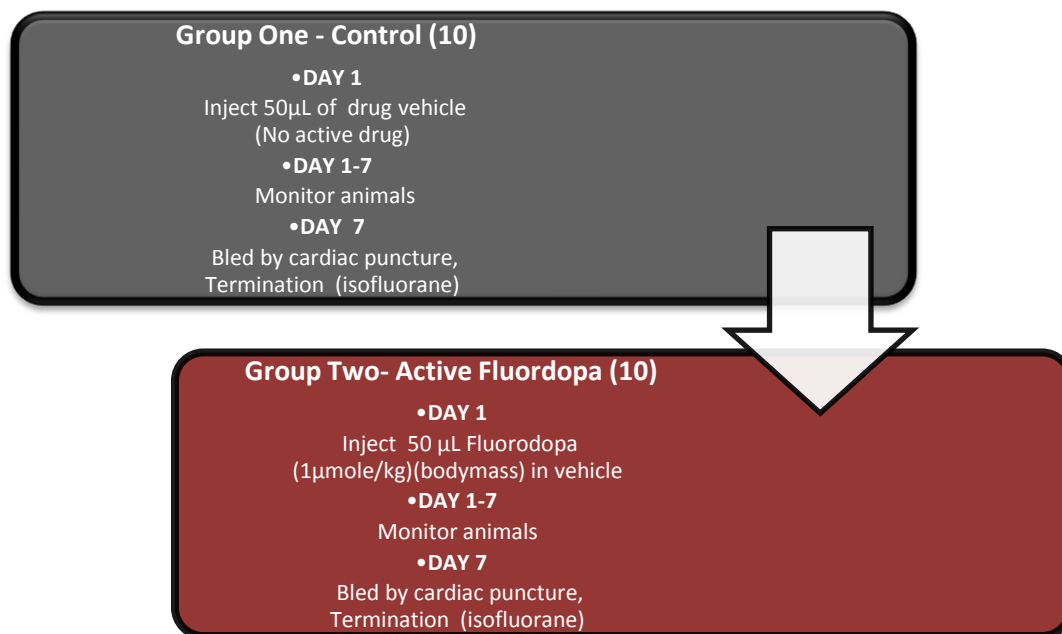 Group One - Control (10)
•DAY 1
Inject 50µL of drug vehicle
(No active drug)
•DAY 1-7
Monitor animals
•DAY 7
Bled by cardiac puncture,
Termination (isofluorane)
Group Two- Active Fluordopa (10)
•DAY 1
Inject 50 µL Fluorodopa
(1µmole/kg)(bodymass) in vehicle
•DAY 1-7
Monitor animals
•DAY 7
Bled by cardiac puncture,
Termination (isofluorane)